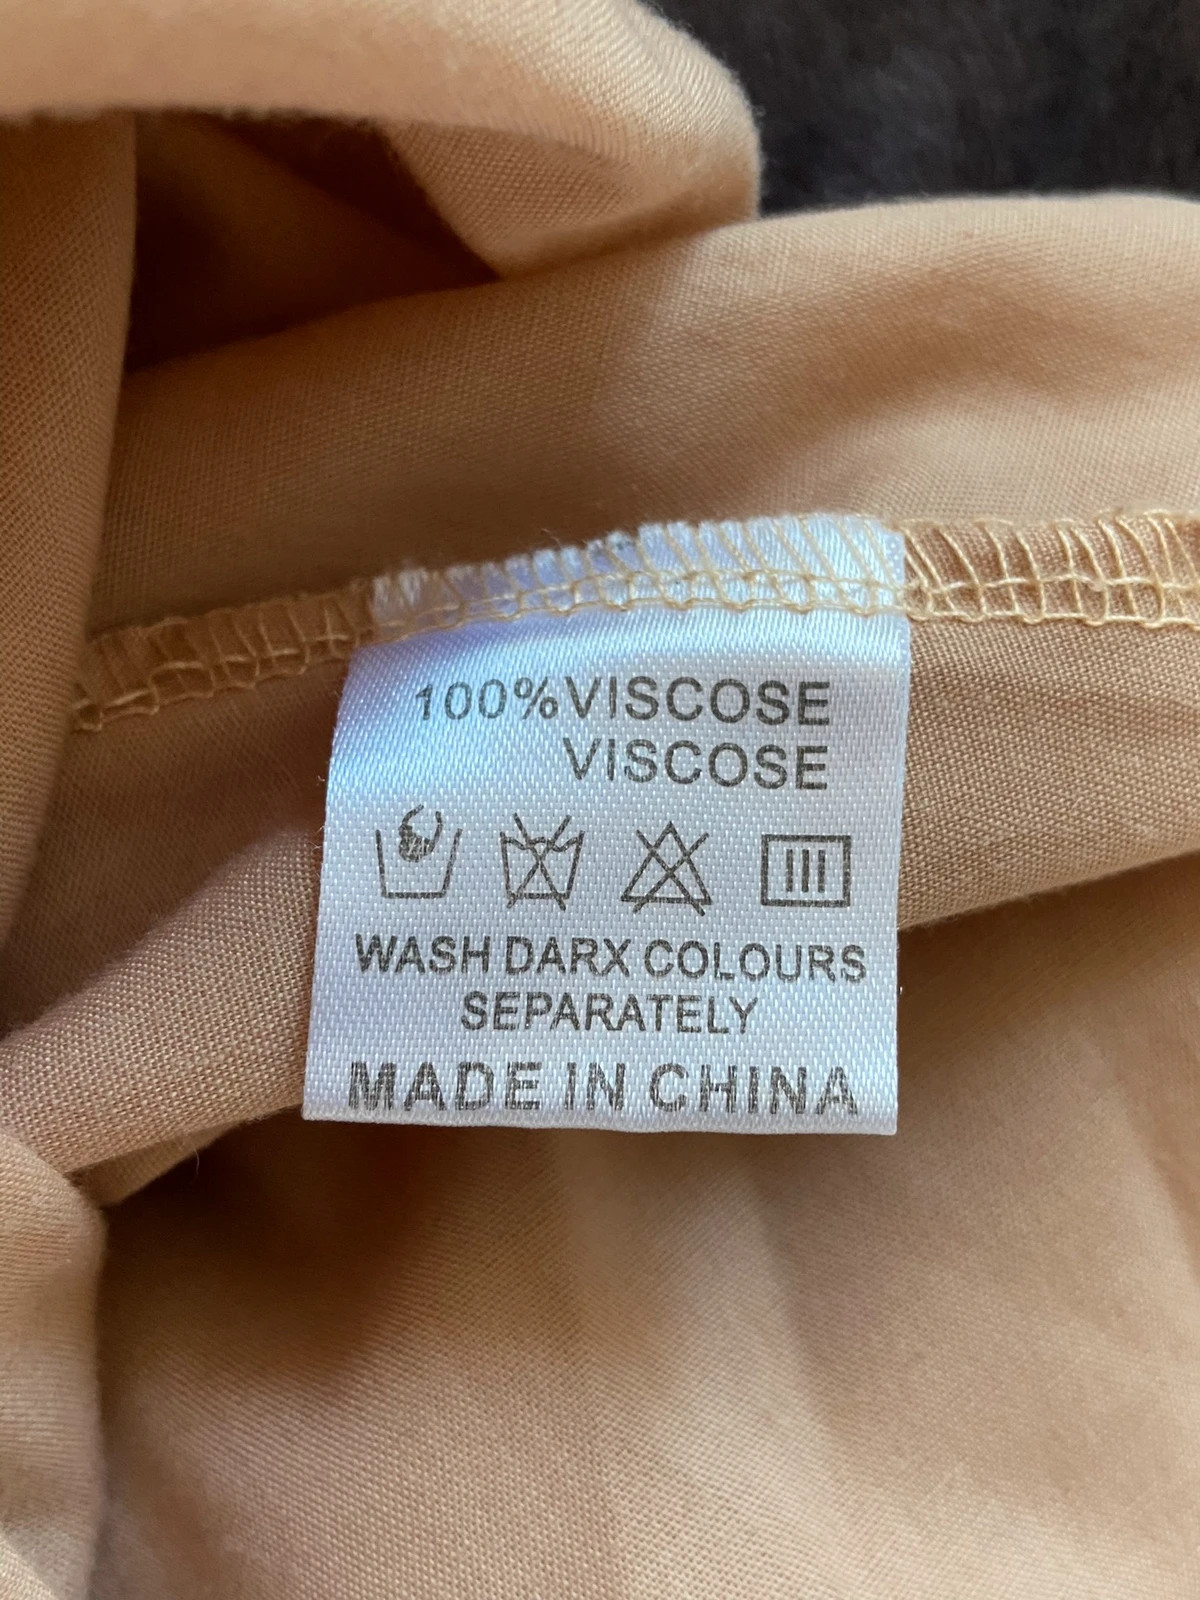 100%VISCOSE
VISCOSE
WASH DARX COLOURS
SEPARATELY
MADE IN CHINA